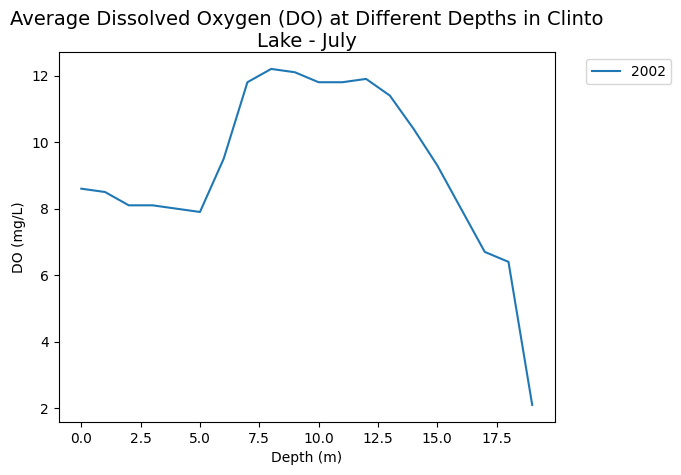 Average Dissolved Oxygen (DO) at Different Depths in Clinto
Lake - July
2002
12
10
8
6
4
2
DO (mg/L)
0.0 2.5 5.0 7.5 10.0 12.5 15.0 17.5
Depth (m)